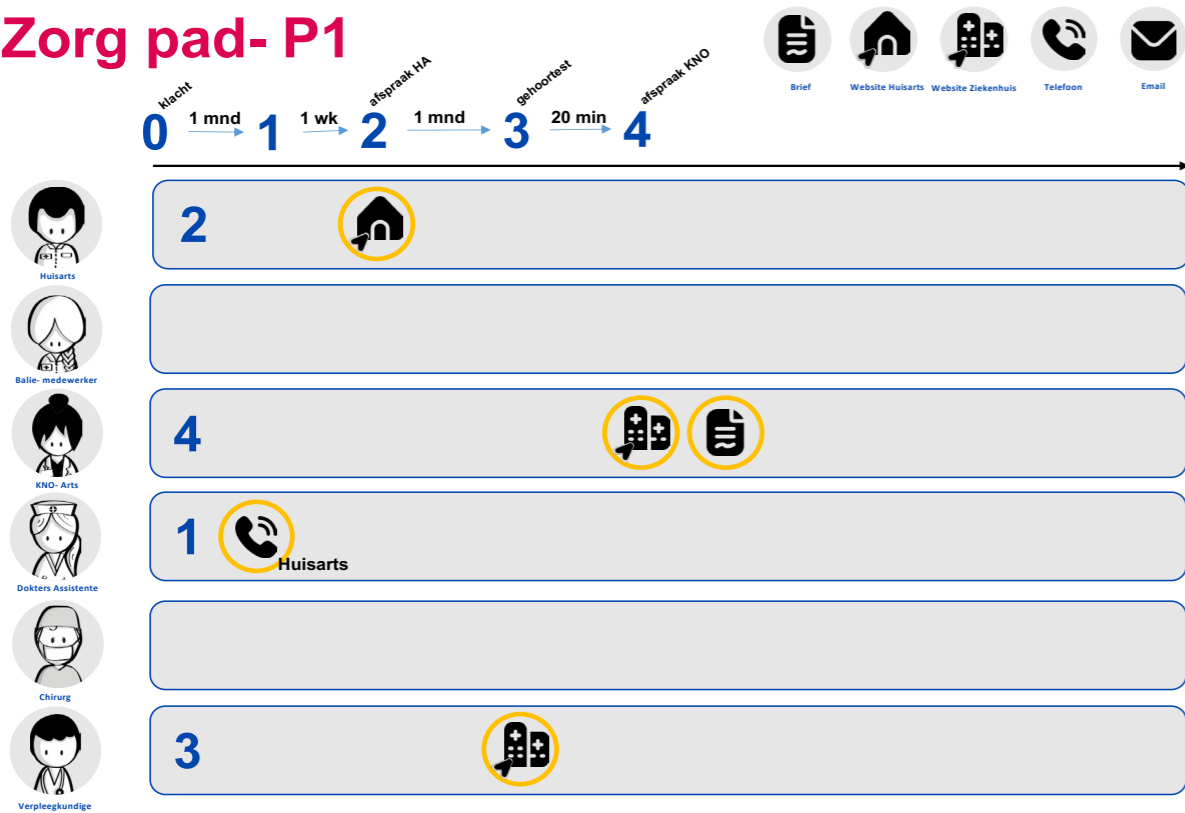 Zorg pad- P1
Brief
Website Huisarts
Website Ziekenhuis
Telefoon
Email
klacht
afspraak HA
gehoortest
afspraak KNO
0 1 mnd 1 1 wk 2 1 mnd 3 20 min 4
Huisarts
2
Balie- medewerker
KNO- Arts
4
Dokters Assistente
1
Huisarts
Chirurg
Verpleegkundige
3